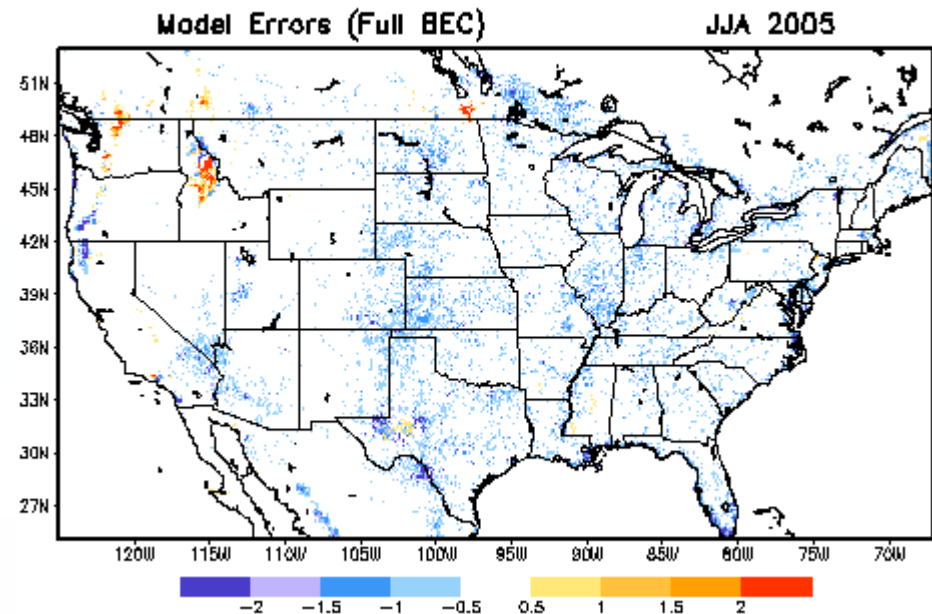 Model Errors (Full BEC) JJA 2005
51N
48N
45N
42N
39N
36N
33N
30N
27N
120W 115W 110W 105W 100W 95W 90W 85W 80W 75W 70W
-2 -1.5 -1 -0.5 0.5 1 1.5 2